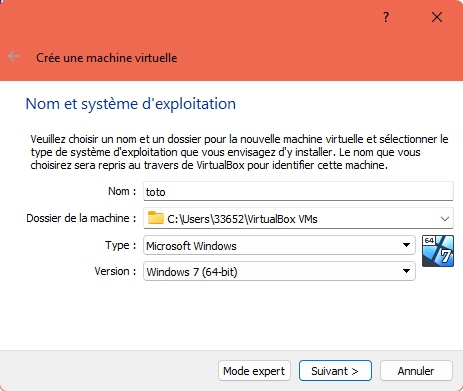 ?
Crée une machine virtuelle
Nom et système d'exploitation
Veuillez choisir un nom et un dossier pour la nouvelle machine virtuelle et sélectionner le
type de système d'exploitation que vous envisagez d'y installer. Le nom que vous
choisirez sera repris au travers de VirtualBox pour identifier cette machine.
Nom : toto
Dossier de la machine : C:\Users\33652\VirtualBox VMs
Type : Microsoft Windows
64
7
Version : Windows 7 (64-bit)
Mode expert Suivant > Annuler